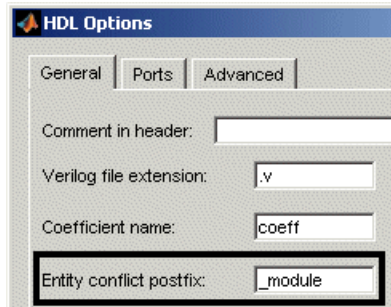 HDL Options
General Ports Advanced
Comment in header:
Verilog file extension: .v
Coefficient name: coeff
Entity conflict postfix: _module